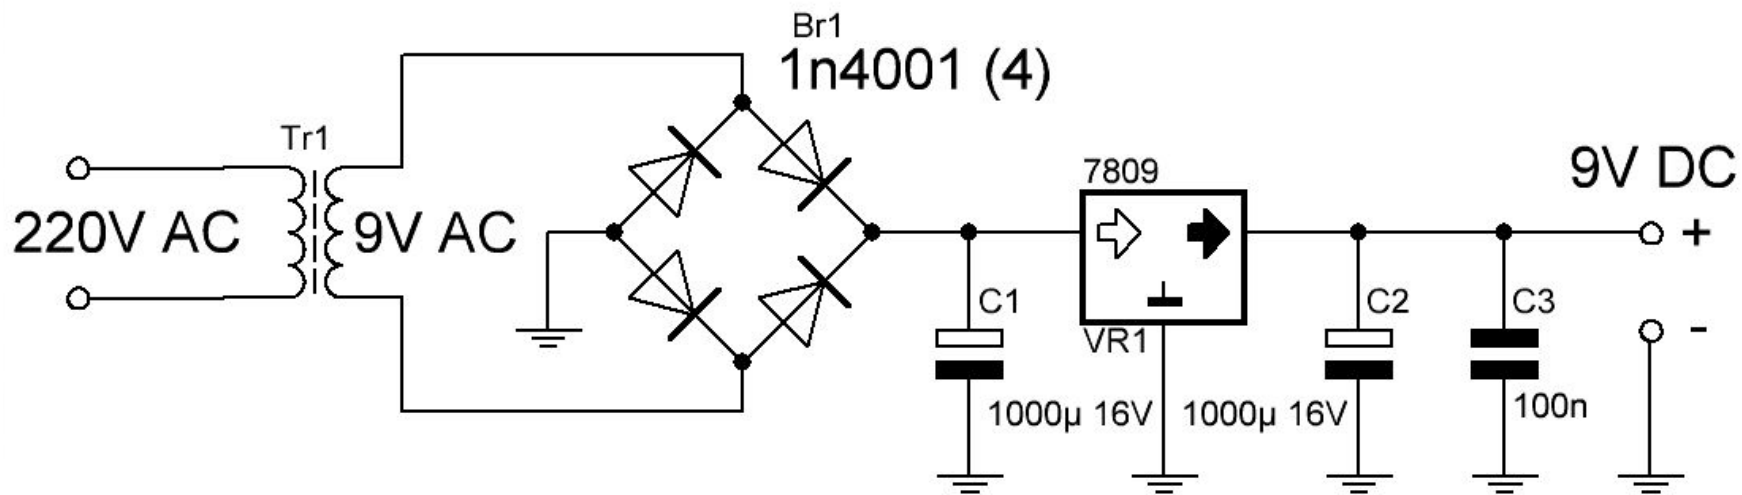 Br1
1n4001 (4)
Tr1
7809
9V DC
220V AC
9V AC
+
C1
C2
C3
-
VR1
1000µ 16V
1000µ 16V
100n